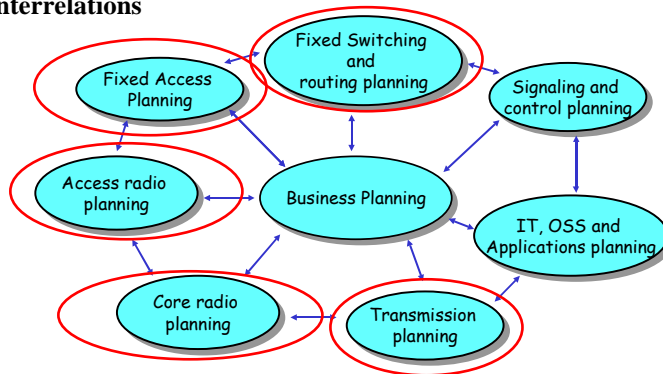 nterrelations
Fixed Switching
and
routing planning
Fixed Access
Planning
Signaling and
control planning
Access radio
planning
Business Planning
IT, OSS and
Applications planning
Core radio
planning
Transmission
planning